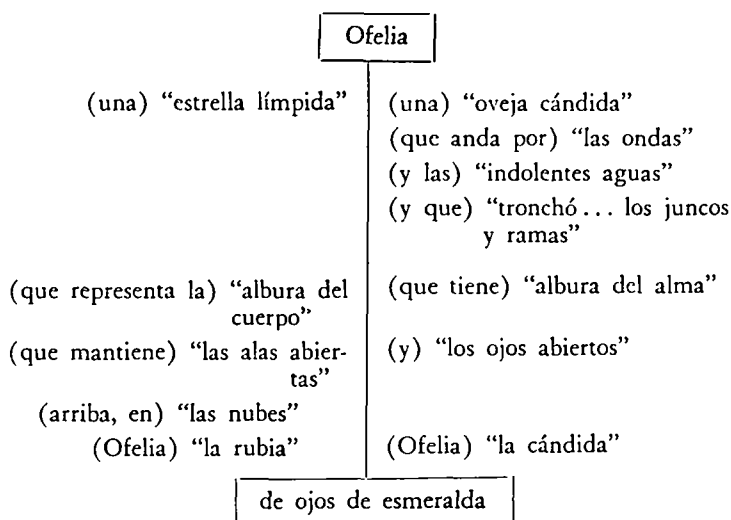 Ofelia
(una) “estrella límpida”
(una) “oveja cándida”
(que anda por) “las ondas”
(y las) “indolentes aguas”
(y que) “tronchó... los juncos
y ramas”
(que representa la) “albura del
cuerpo”
(que tiene) “albura del alma”
(que mantiene) “las alas abier-
tas”
(y) “los ojos abiertos”
(arriba, en) “las nubes”
(Ofelia) “la rubia”
(Ofelia) “la cándida”
de ojos de esmeralda